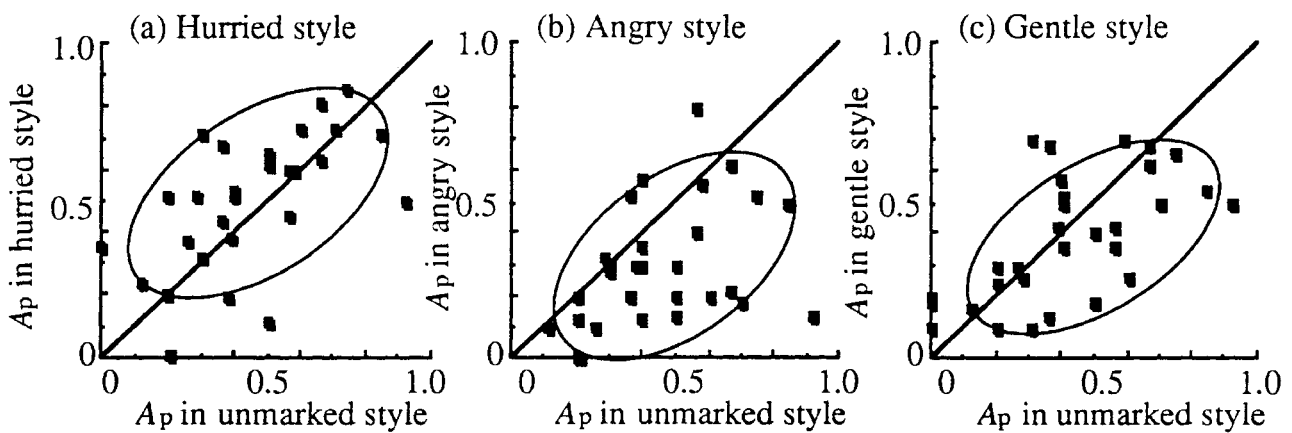 (a) Hurried style
1.0
0.5
0
0
0.5
1.0
Ap in hurried style
Ap in unmarked style
(b) Angry style
1.0
0.5
0
0
0.5
1.0
Ap in angry style
Ap in unmarked style
(c) Gentle style
1.0
0.5
0
0
0.5
1.0
Ap in gentle style
Ap in unmarked style